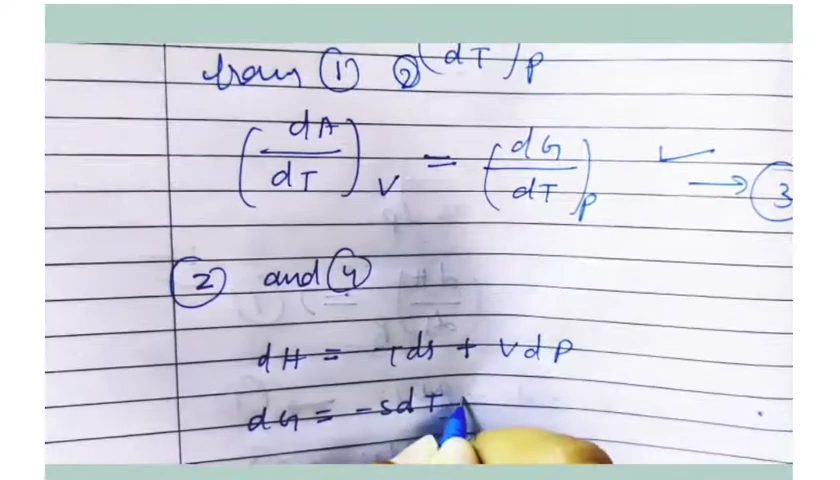 from ① ② (dT)p
(dA/dT)v = (dG/dT)p → ③
② and ④
dH = Tds + VdP
dG = -sdT